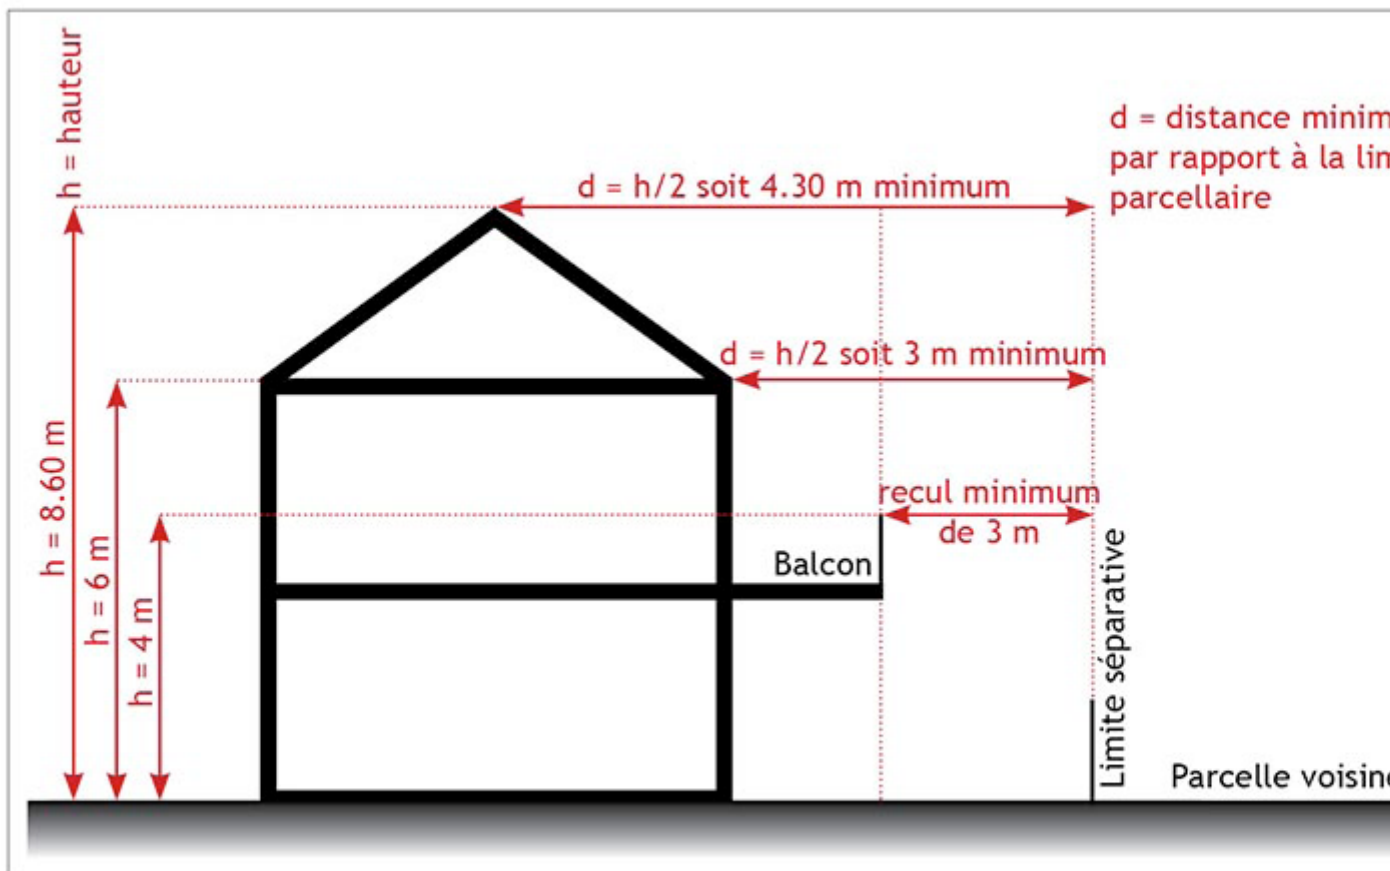 h = hauteur
d = distance minim
par rapport à la lim
parcellaire
d = h/2 soit 4.30 m minimum
d = h/2 soit 3 m minimum
recul minimum
de 3 m
Balcon
h = 8.60 m
h = 6 m
h = 4 m
Limite séparative
Parcelle voisine